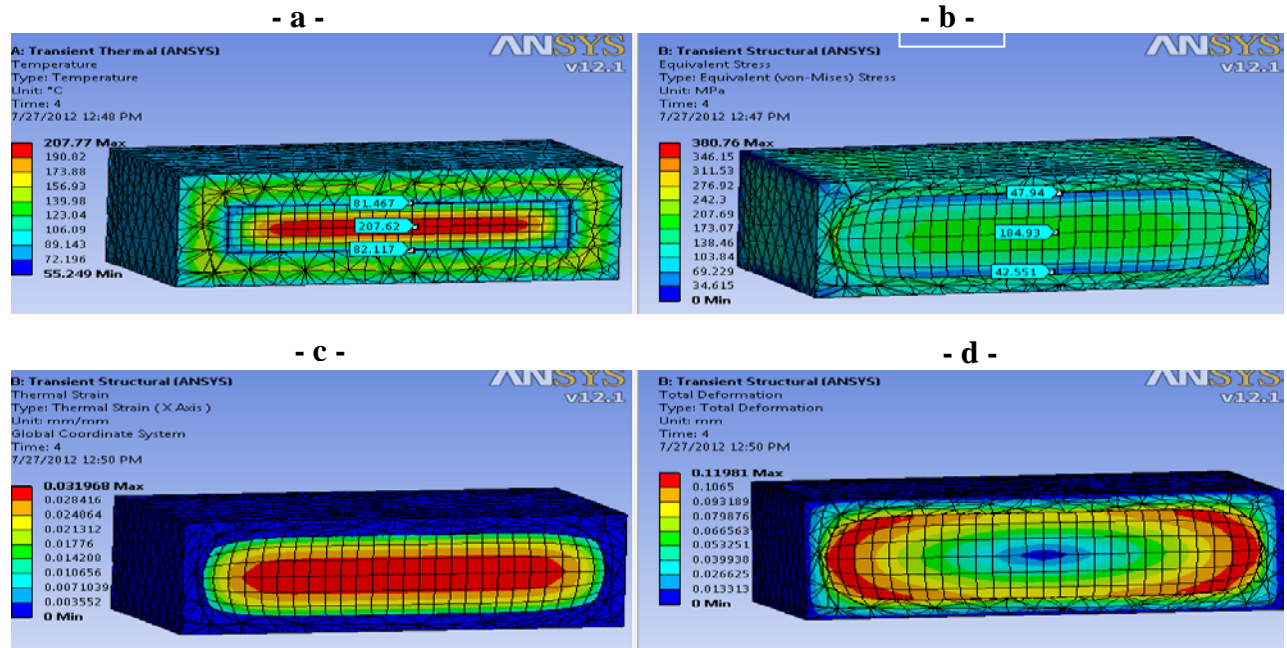 - a -
A: Transient Thermal (ANSYS)
Temperature
Type: Temperature
Unit: °C
Time: 4
7/27/2012 12:48 PM
ANSYS
v12.1
207.77 Max
190.82
173.88
156.93
139.98
123.04
106.09
89.143
72.196
55.249 Min
81.467
207.62
82.117
- b -
B: Transient Structural (ANSYS)
Equivalent Stress
Type: Equivalent (von-Mises) Stress
Unit: MPa
Time: 4
7/27/2012 12:47 PM
ANSYS
v12.1
380.76 Max
346.15
311.53
276.92
242.3
207.69
173.07
138.46
103.84
69.229
34.615
0 Min
47.94
184.93
42.551
- c -
B: Transient Structural (ANSYS)
Thermal Strain
Type: Thermal Strain (X Axis)
Unit: mm/mm
Global Coordinate System
Time: 4
7/27/2012 12:50 PM
ANSYS
v12.1
0.031968 Max
0.028416
0.024864
0.021312
0.01776
0.014208
0.010656
0.0071039
0.003552
0 Min
- d -
B: Transient Structural (ANSYS)
Total Deformation
Type: Total Deformation
Unit: mm
Time: 4
7/27/2012 12:50 PM
ANSYS
v12.1
0.11981 Max
0.1065
0.093189
0.079876
0.066563
0.053251
0.039938
0.026625
0.013313
0 Min